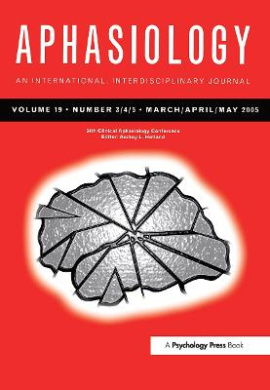 APHASIOLOGY
AN INTERNATIONAL, INTERDISCIPLINARY JOURNAL
VOLUME 19 • NUMBER 3/4/5 • MARCH/APRIL/MAY 2005
34th Clinical Aphasiology Conference
Editor: Audrey L. Holland
A Psychology Press Book